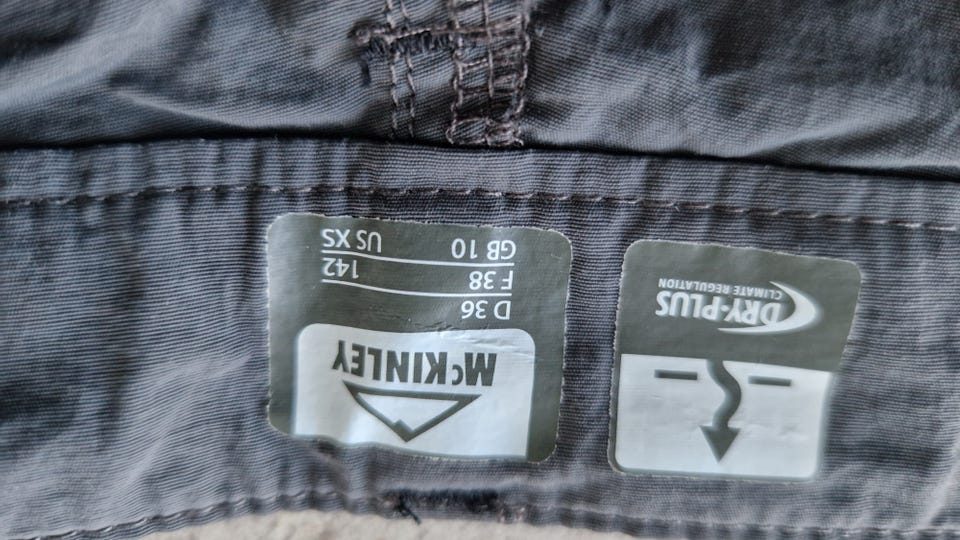 McKINLEY
D 36
F 38 142
GB 10 US XS
DRY-PLUS
CLIMATE REGULATION